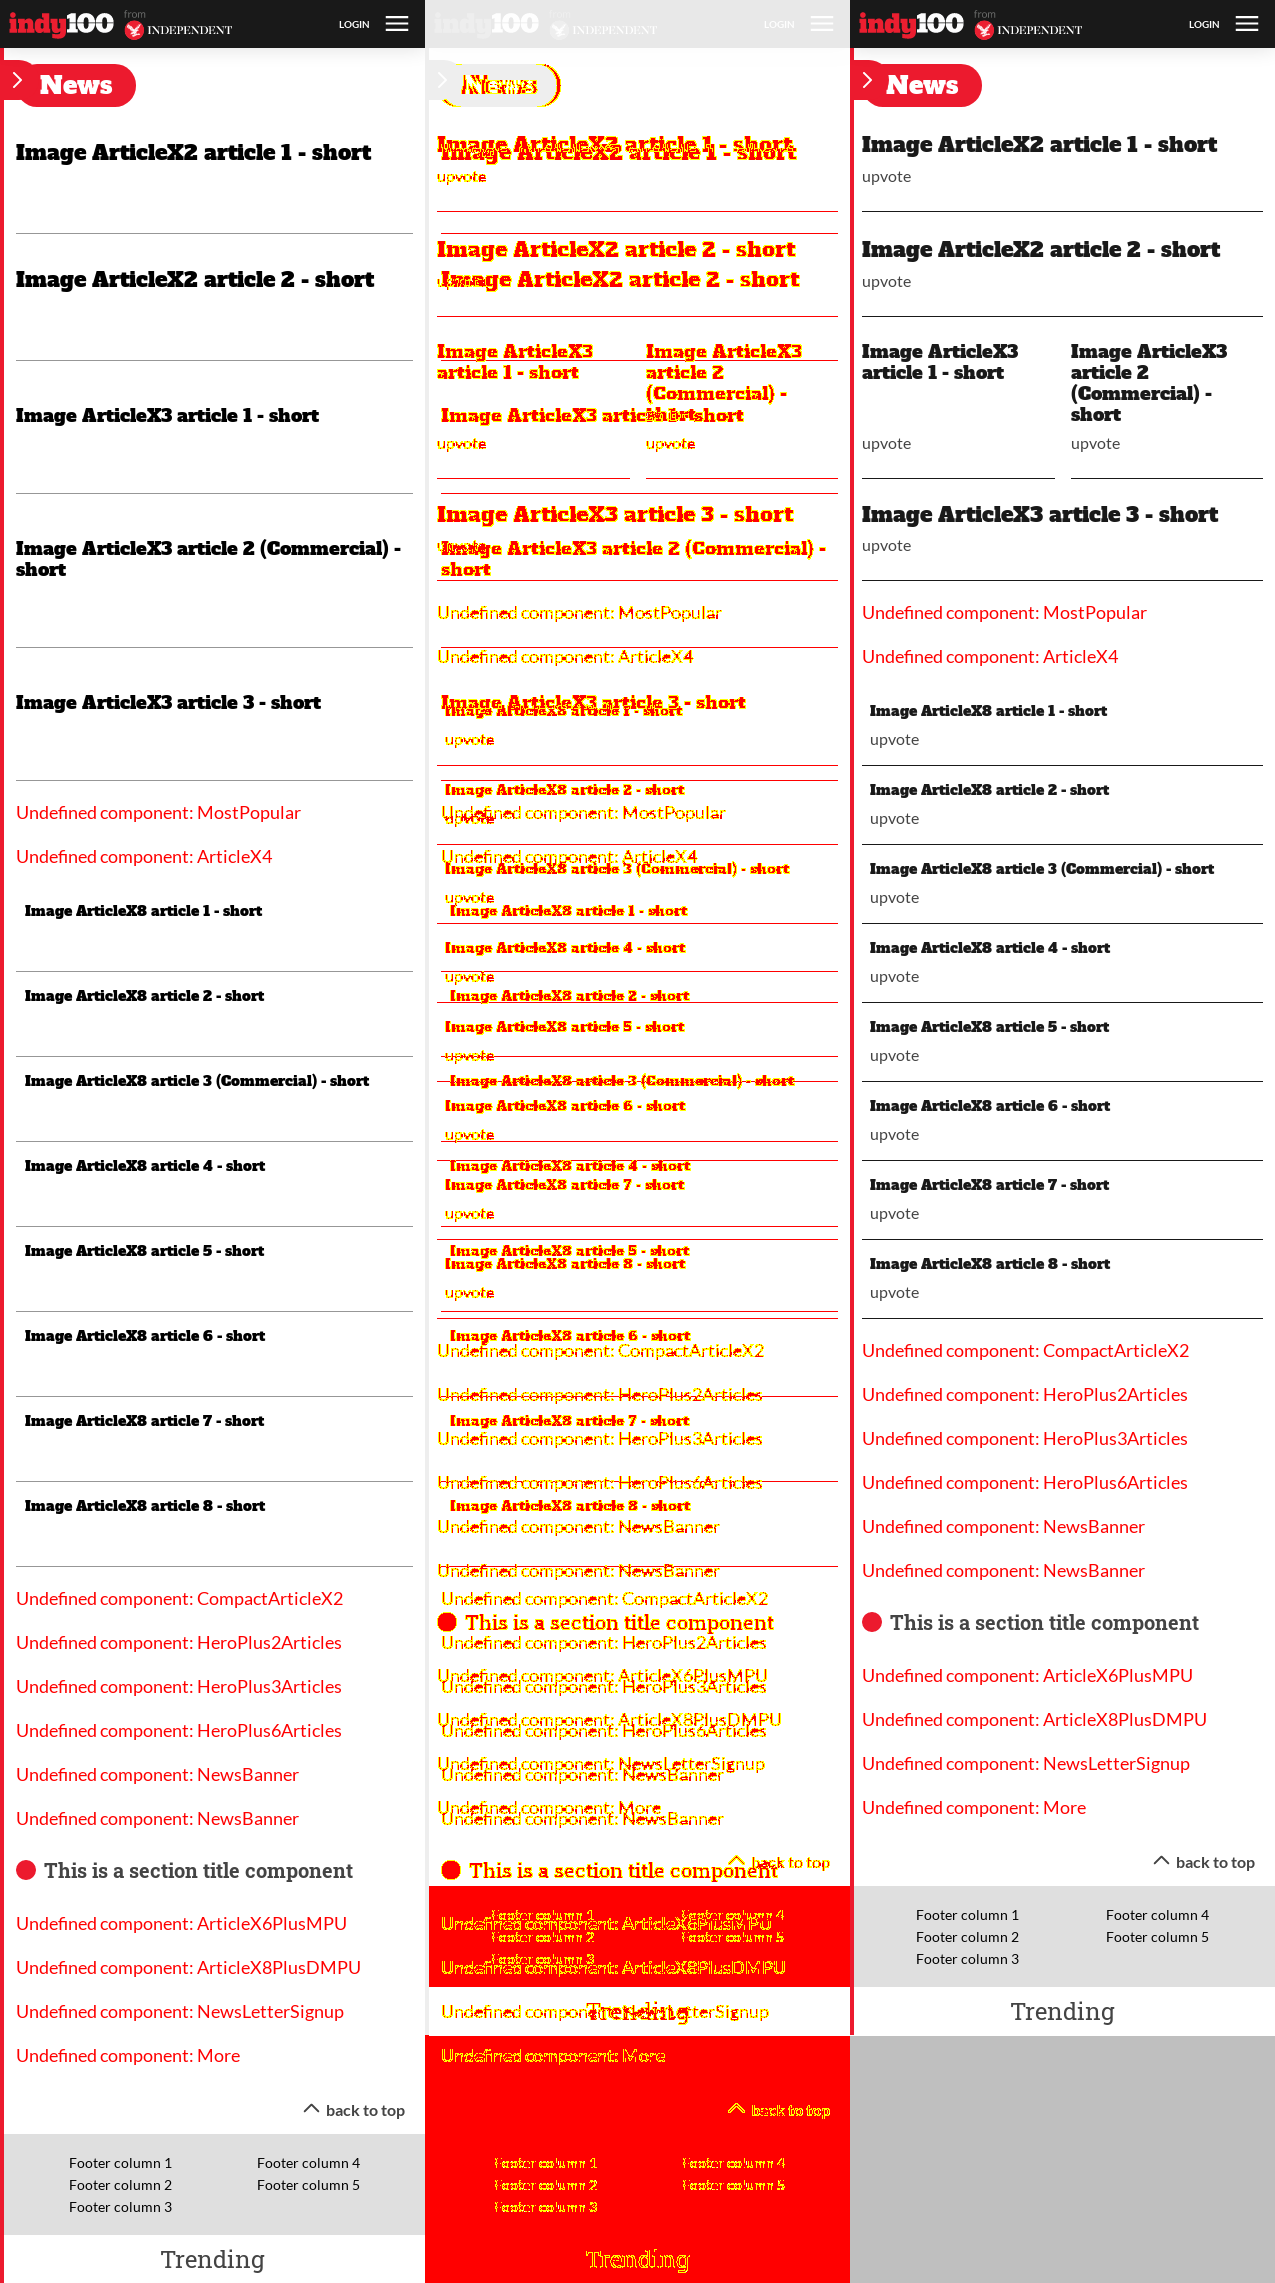 indy100 from INDEPENDENT LOGIN
News
Image ArticleX2 article 1 - short
Image ArticleX2 article 2 - short
Image ArticleX3 article 1 - short
Image ArticleX3 article 2 (Commercial) -
short
Image ArticleX3 article 3 - short
Undefined component: MostPopular
Undefined component: ArticleX4
Image ArticleX8 article 1 - short
Image ArticleX8 article 2 - short
Image ArticleX8 article 3 (Commercial) - short
Image ArticleX8 article 4 - short
Image ArticleX8 article 5 - short
Image ArticleX8 article 6 - short
Image ArticleX8 article 7 - short
Image ArticleX8 article 8 - short
Undefined component: CompactArticleX2
Undefined component: HeroPlus2Articles
Undefined component: HeroPlus3Articles
Undefined component: HeroPlus6Articles
Undefined component: NewsBanner
Undefined component: NewsBanner
This is a section title component
Undefined component: ArticleX6PlusMPU
Undefined component: ArticleX8PlusDMPU
Undefined component: NewsLetterSignup
Undefined component: More
back to top
Footer column 1
Footer column 2
Footer column 3
Footer column 4
Footer column 5
Trending
indy100 from INDEPENDENT LOGIN
News
Image ArticleX2 article 1 - short
Image ArticleX2 article 1 - short
upvote
Image ArticleX2 article 2 - short
Image ArticleX2 article 2 - short
Image ArticleX3
article 1 - short
Image ArticleX3
article 2
(Commercial) -
Image ArticleX3 article 1 - short
upvote
upvote
Image ArticleX3 article 3 - short
Image ArticleX3 article 2 (Commercial) -
short
Undefined component: MostPopular
Undefined component: ArticleX4
Image ArticleX3 article 3 - short
Image ArticleX8 article 1 - short
upvote
Image ArticleX8 article 2 - short
Undefined component: MostPopular
upvote
Undefined component: ArticleX4
Image ArticleX8 article 3 (Commercial) - short
upvote
Image ArticleX8 article 1 - short
Image ArticleX8 article 4 - short
upvote
Image ArticleX8 article 2 - short
Image ArticleX8 article 5 - short
upvote
Image ArticleX8 article 3 (Commercial) - short
Image ArticleX8 article 6 - short
upvote
Image ArticleX8 article 4 - short
Image ArticleX8 article 7 - short
upvote
Image ArticleX8 article 5 - short
Image ArticleX8 article 8 - short
upvote
Image ArticleX8 article 6 - short
Undefined component: CompactArticleX2
Undefined component: HeroPlus2Articles
Image ArticleX8 article 7 - short
Undefined component: HeroPlus3Articles
Undefined component: HeroPlus6Articles
Image ArticleX8 article 8 - short
Undefined component: NewsBanner
Undefined component: NewsBanner
Undefined component: CompactArticleX2
This is a section title component
Undefined component: HeroPlus2Articles
Undefined component: ArticleX6PlusMPU
Undefined component: HeroPlus3Articles
Undefined component: ArticleX8PlusDMPU
Undefined component: HeroPlus6Articles
Undefined component: NewsLetterSignup
Undefined component: NewsBanner
Undefined component: More
Undefined component: NewsBanner
back to top
This is a section title component
Footer column 1
Footer column 4
Undefined component: ArticleX6PlusMPU
Footer column 2
Footer column 5
Footer column 3
Undefined component: ArticleX8PlusDMPU
Trending
Undefined component: NewsLetterSignup
Undefined component: More
back to top
Footer column 1
Footer column 2
Footer column 3
Footer column 4
Footer column 5
Trending
indy100 from INDEPENDENT LOGIN
News
Image ArticleX2 article 1 - short
upvote
Image ArticleX2 article 2 - short
upvote
Image ArticleX3
article 1 - short
upvote
Image ArticleX3
article 2
(Commercial) -
short
upvote
Image ArticleX3 article 3 - short
upvote
Undefined component: MostPopular
Undefined component: ArticleX4
Image ArticleX8 article 1 - short
upvote
Image ArticleX8 article 2 - short
upvote
Image ArticleX8 article 3 (Commercial) - short
upvote
Image ArticleX8 article 4 - short
upvote
Image ArticleX8 article 5 - short
upvote
Image ArticleX8 article 6 - short
upvote
Image ArticleX8 article 7 - short
upvote
Image ArticleX8 article 8 - short
upvote
Undefined component: CompactArticleX2
Undefined component: HeroPlus2Articles
Undefined component: HeroPlus3Articles
Undefined component: HeroPlus6Articles
Undefined component: NewsBanner
Undefined component: NewsBanner
This is a section title component
Undefined component: ArticleX6PlusMPU
Undefined component: ArticleX8PlusDMPU
Undefined component: NewsLetterSignup
Undefined component: More
back to top
Footer column 1
Footer column 2
Footer column 3
Footer column 4
Footer column 5
Trending